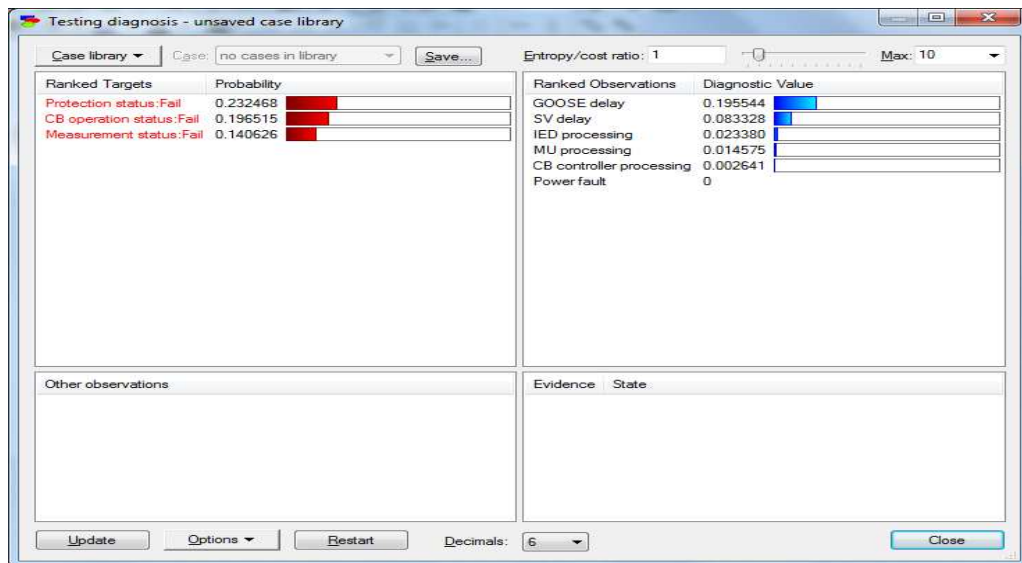 Testing diagnosis - unsaved case library
Case library Case: no cases in library Save... Entropy/cost ratio: 1 Max: 10
Ranked Targets Probability
Protection status:Fail 0.232468
CB operation status:Fail 0.196515
Measurement status:Fail 0.140626
Ranked Observations Diagnostic Value
GOOSE delay 0.195544
SV delay 0.083328
IED processing 0.023380
MU processing 0.014575
CB controller processing 0.002641
Power fault 0
Other observations
Evidence State
Update Options Restart Decimals: 6 Close